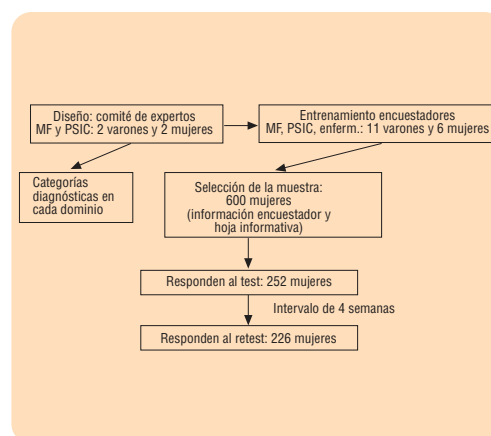 Diseño: comité de expertos
MF y PSIC: 2 varones y 2 mujeres
Entrenamiento encuestadores
MF, PSIC, enferm.: 11 varones y 6 mujeres
Categorías
diagnósticas en
cada dominio
Selección de la muestra:
600 mujeres
(información encuestador y
hoja informativa)
Responden al test: 252 mujeres
Intervalo de 4 semanas
Responden al retest: 226 mujeres